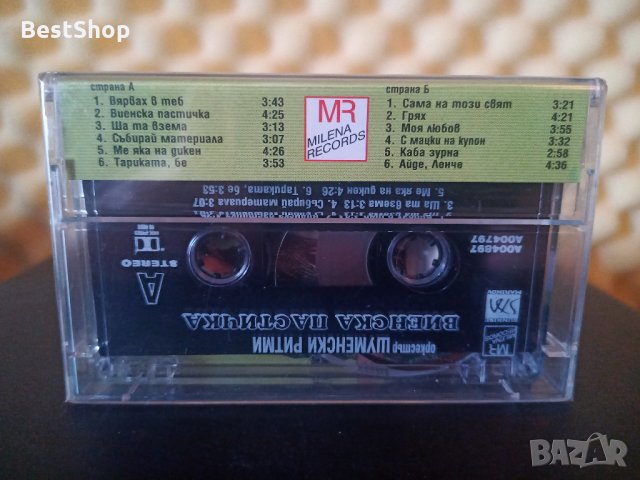 BestShop
страна А
1. Вярвах в теб 3:43
2. Виенска пастичка 4:25
3. Ша та взема 3:13
4. Събирай материала 3:07
5. Ме яка на дикен 4:26
6. Тариката, бе 3:53
MR
MILENA
RECORDS
страна Б
1. Сама на този свят 3:21
2. Грях 4:21
3. Моя любов 3:55
4. С мацки на купон 3:32
5. Каба зурна 2:58
6. Айде, Ленче 4:36
5. Ме яка на дикен 4:26 6. Тариката, бе 3:53
3. Ша та взема 3:13 4. Събирай материала 3:07
A
STEREO
A004897
A004797
ВИЕНСКА ПАСТИЧКА
оркестър ШУМЕНСКИ РИТМИ
MR
BAZAR